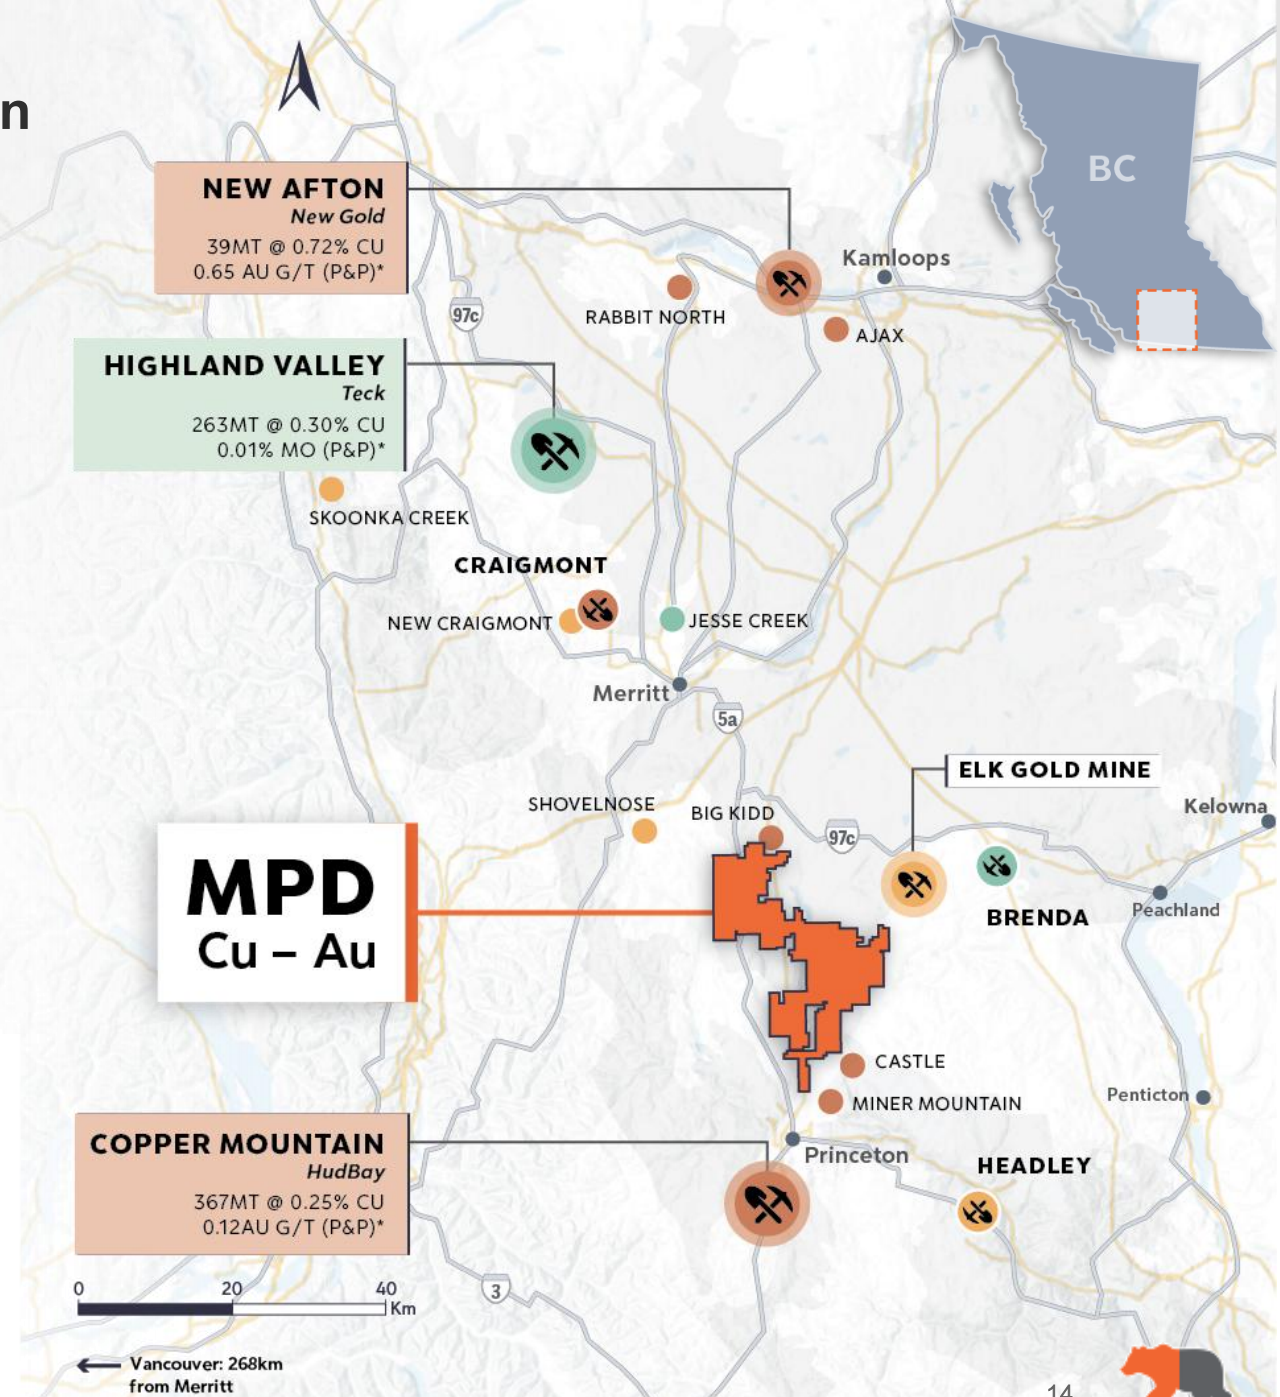 n
BC
NEW AFTON
New Gold
39MT @ 0.72% CU
0.65 AU G/T (P&P)*
Kamloops
RABBIT NORTH
97c
AJAX
HIGHLAND VALLEY
Teck
263MT @ 0.30% CU
0.01% MO (P&P)*
SKOONKA CREEK
CRAIGMONT
NEW CRAIGMONT
JESSE CREEK
Merritt
5a
ELK GOLD MINE
SHOVELNOSE
BIG KIDD
Kelowna
97c
MPD
Cu – Au
BRENDA
Peachland
CASTLE
MINER MOUNTAIN
Penticton
COPPER MOUNTAIN
HudBay
367MT @ 0.25% CU
0.12AU G/T (P&P)*
Princeton
HEADLEY
0 20 40
Km
3
Vancouver: 268km
from Merritt
14